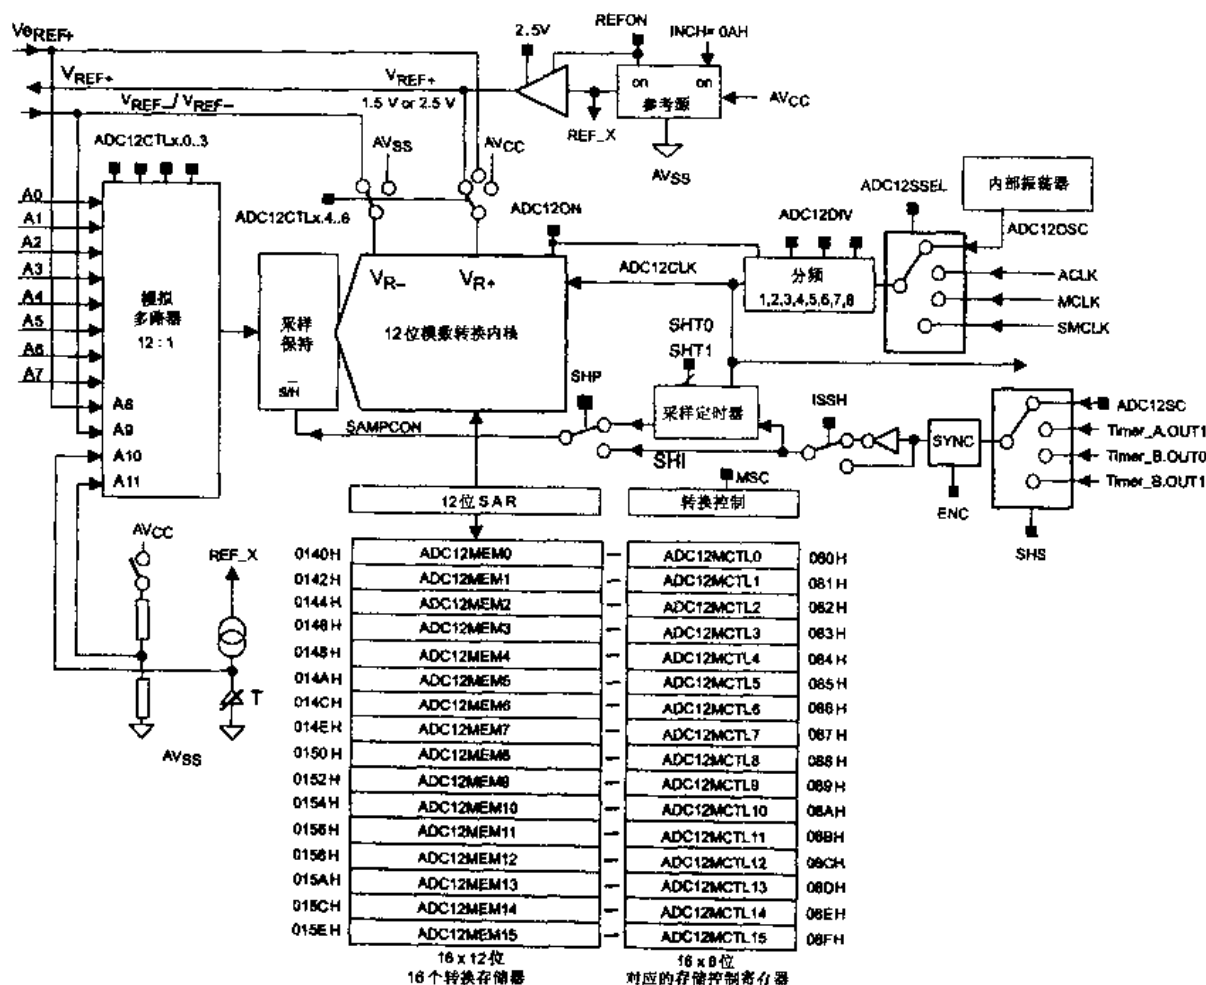 VeREF+
REFON
2.5V
INCH= 0AH
VREF+
VREF+
1.5 V or 2.5 V
on
on
参考源
AVCC
VREF_/ VREF-
REF_X
AVSS
ADC12CTLx.0..3
AVSS
AVCC
ADC12CTLx.4..6
ADC12ON
ADC12DIV
ADC12SSEL
内部振荡器
ADC12OSC
A0
A1
A2
A3
A4
A5
A6
A7
A8
A9
A10
A11
模拟
多路器
12 : 1
采样
保持
S/H
VR-
VR+
12位模数转换内核
ADC12CLK
分频
1,2,3,4,5,6,7,8
ACLK
MCLK
SMCLK
SHT0
SHT1
SHP
采样定时器
ISSH
SAMPCON
SHI
SYNC
ADC12SC
Timer_A.OUT1
Timer_B.OUT0
Timer_B.OUT1
MSC
ENC
SHS
12位 SAR
转换控制
AVCC
REF_X
T
AVSS
0140H ADC12MEM0 ADC12MCTL0 080H
0142H ADC12MEM1 ADC12MCTL1 081H
0144H ADC12MEM2 ADC12MCTL2 082H
0146H ADC12MEM3 ADC12MCTL3 083H
0148H ADC12MEM4 ADC12MCTL4 084H
014AH ADC12MEM5 ADC12MCTL5 085H
014CH ADC12MEM6 ADC12MCTL6 086H
014EH ADC12MEM7 ADC12MCTL7 087H
0150H ADC12MEM8 ADC12MCTL8 088H
0152H ADC12MEM9 ADC12MCTL9 089H
0154H ADC12MEM10 ADC12MCTL10 08AH
0156H ADC12MEM11 ADC12MCTL11 08BH
0158H ADC12MEM12 ADC12MCTL12 08CH
015AH ADC12MEM13 ADC12MCTL13 08DH
015CH ADC12MEM14 ADC12MCTL14 08EH
015EH ADC12MEM15 ADC12MCTL15 08FH
16 x 12位
16个转换存储器
16 x 8位
对应的存储控制寄存器